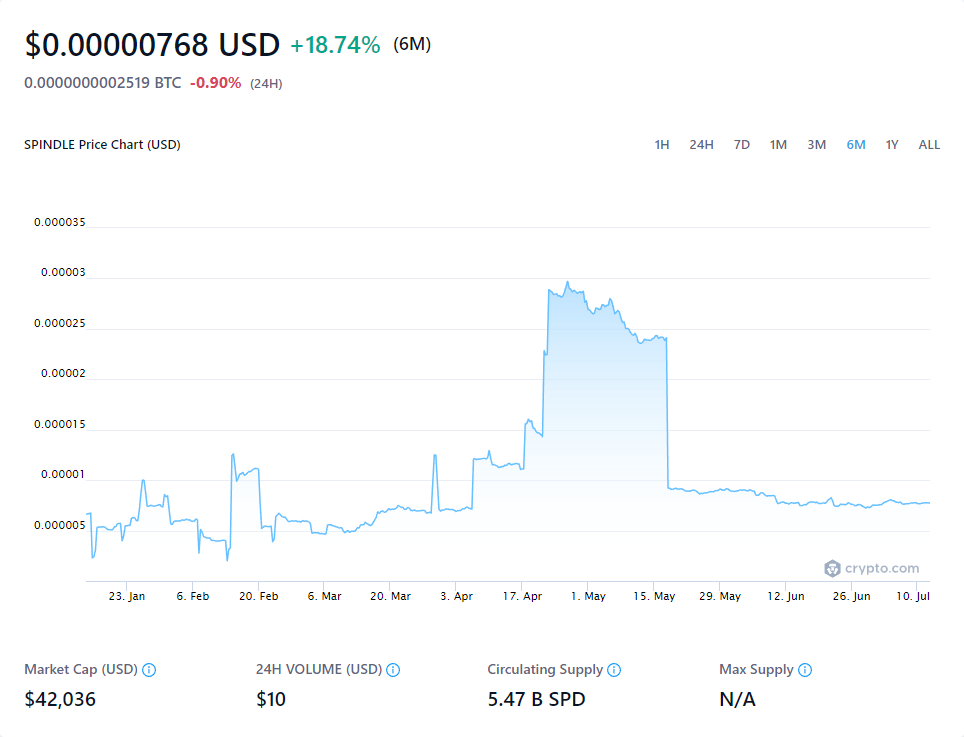 $0.00000768 USD +18.74% (6M)
0.0000000002519 BTC -0.90% (24H)
SPINDLE Price Chart (USD) 1H 24H 7D 1M 3M 6M 1Y ALL
0.000035
0.00003
0.000025
0.00002
0.000015
0.00001
0.000005
crypto.com
23. Jan 6. Feb 20. Feb 6. Mar 20. Mar 3. Apr 17. Apr 1. May 15. May 29. May 12. Jun 26. Jun 10. Jul
Market Cap (USD) 24H VOLUME (USD) Circulating Supply Max Supply
$42,036 $10 5.47 B SPD N/A